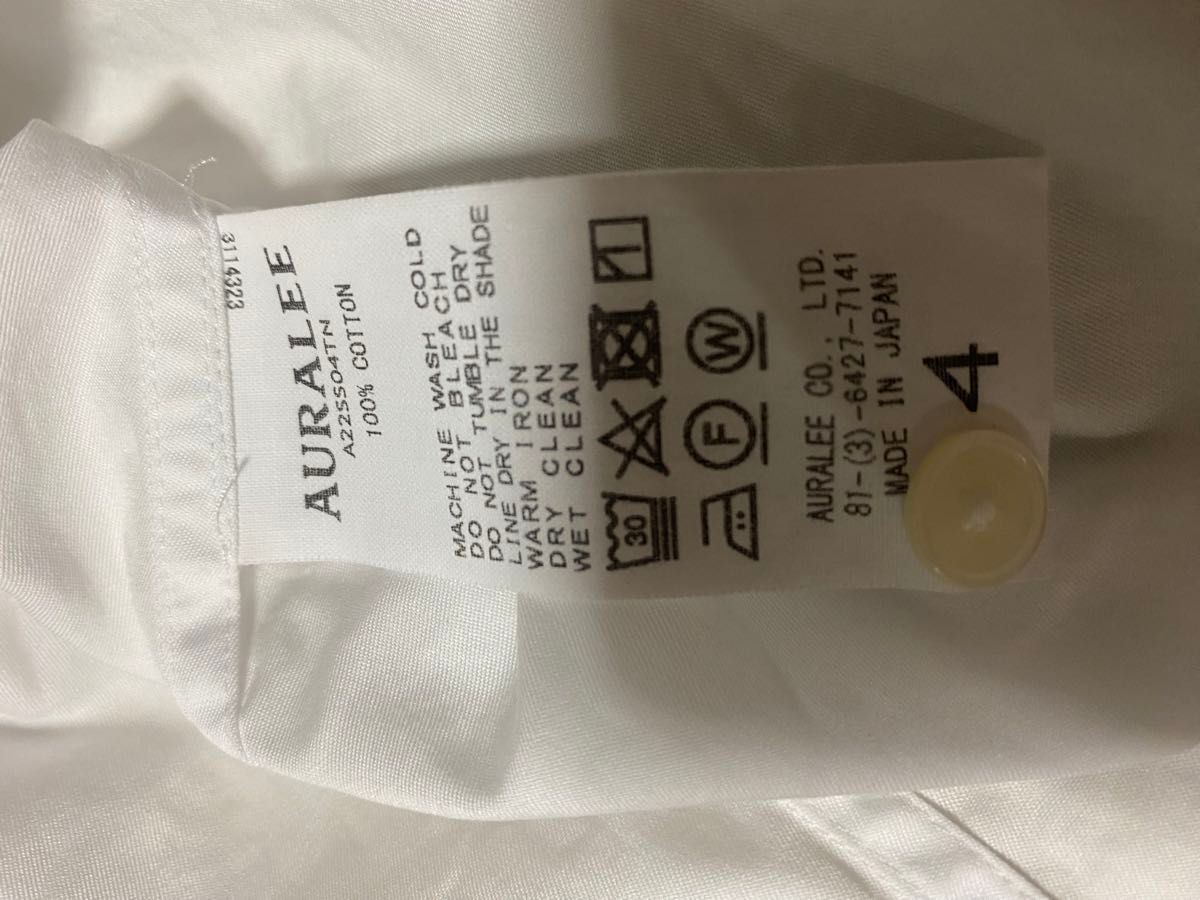 3114323
AURALEE
A22SS04TN
100% COTTON
MACHINE WASH COLD
DO NOT BLEACH
DO NOT TUMBLE DRY
LINE DRY IN THE SHADE
WARM IRON
DRY CLEAN
WET CLEAN
30
F W
AURALEE CO., LTD.
81-(3)-6427-7141
MADE IN JAPAN
4